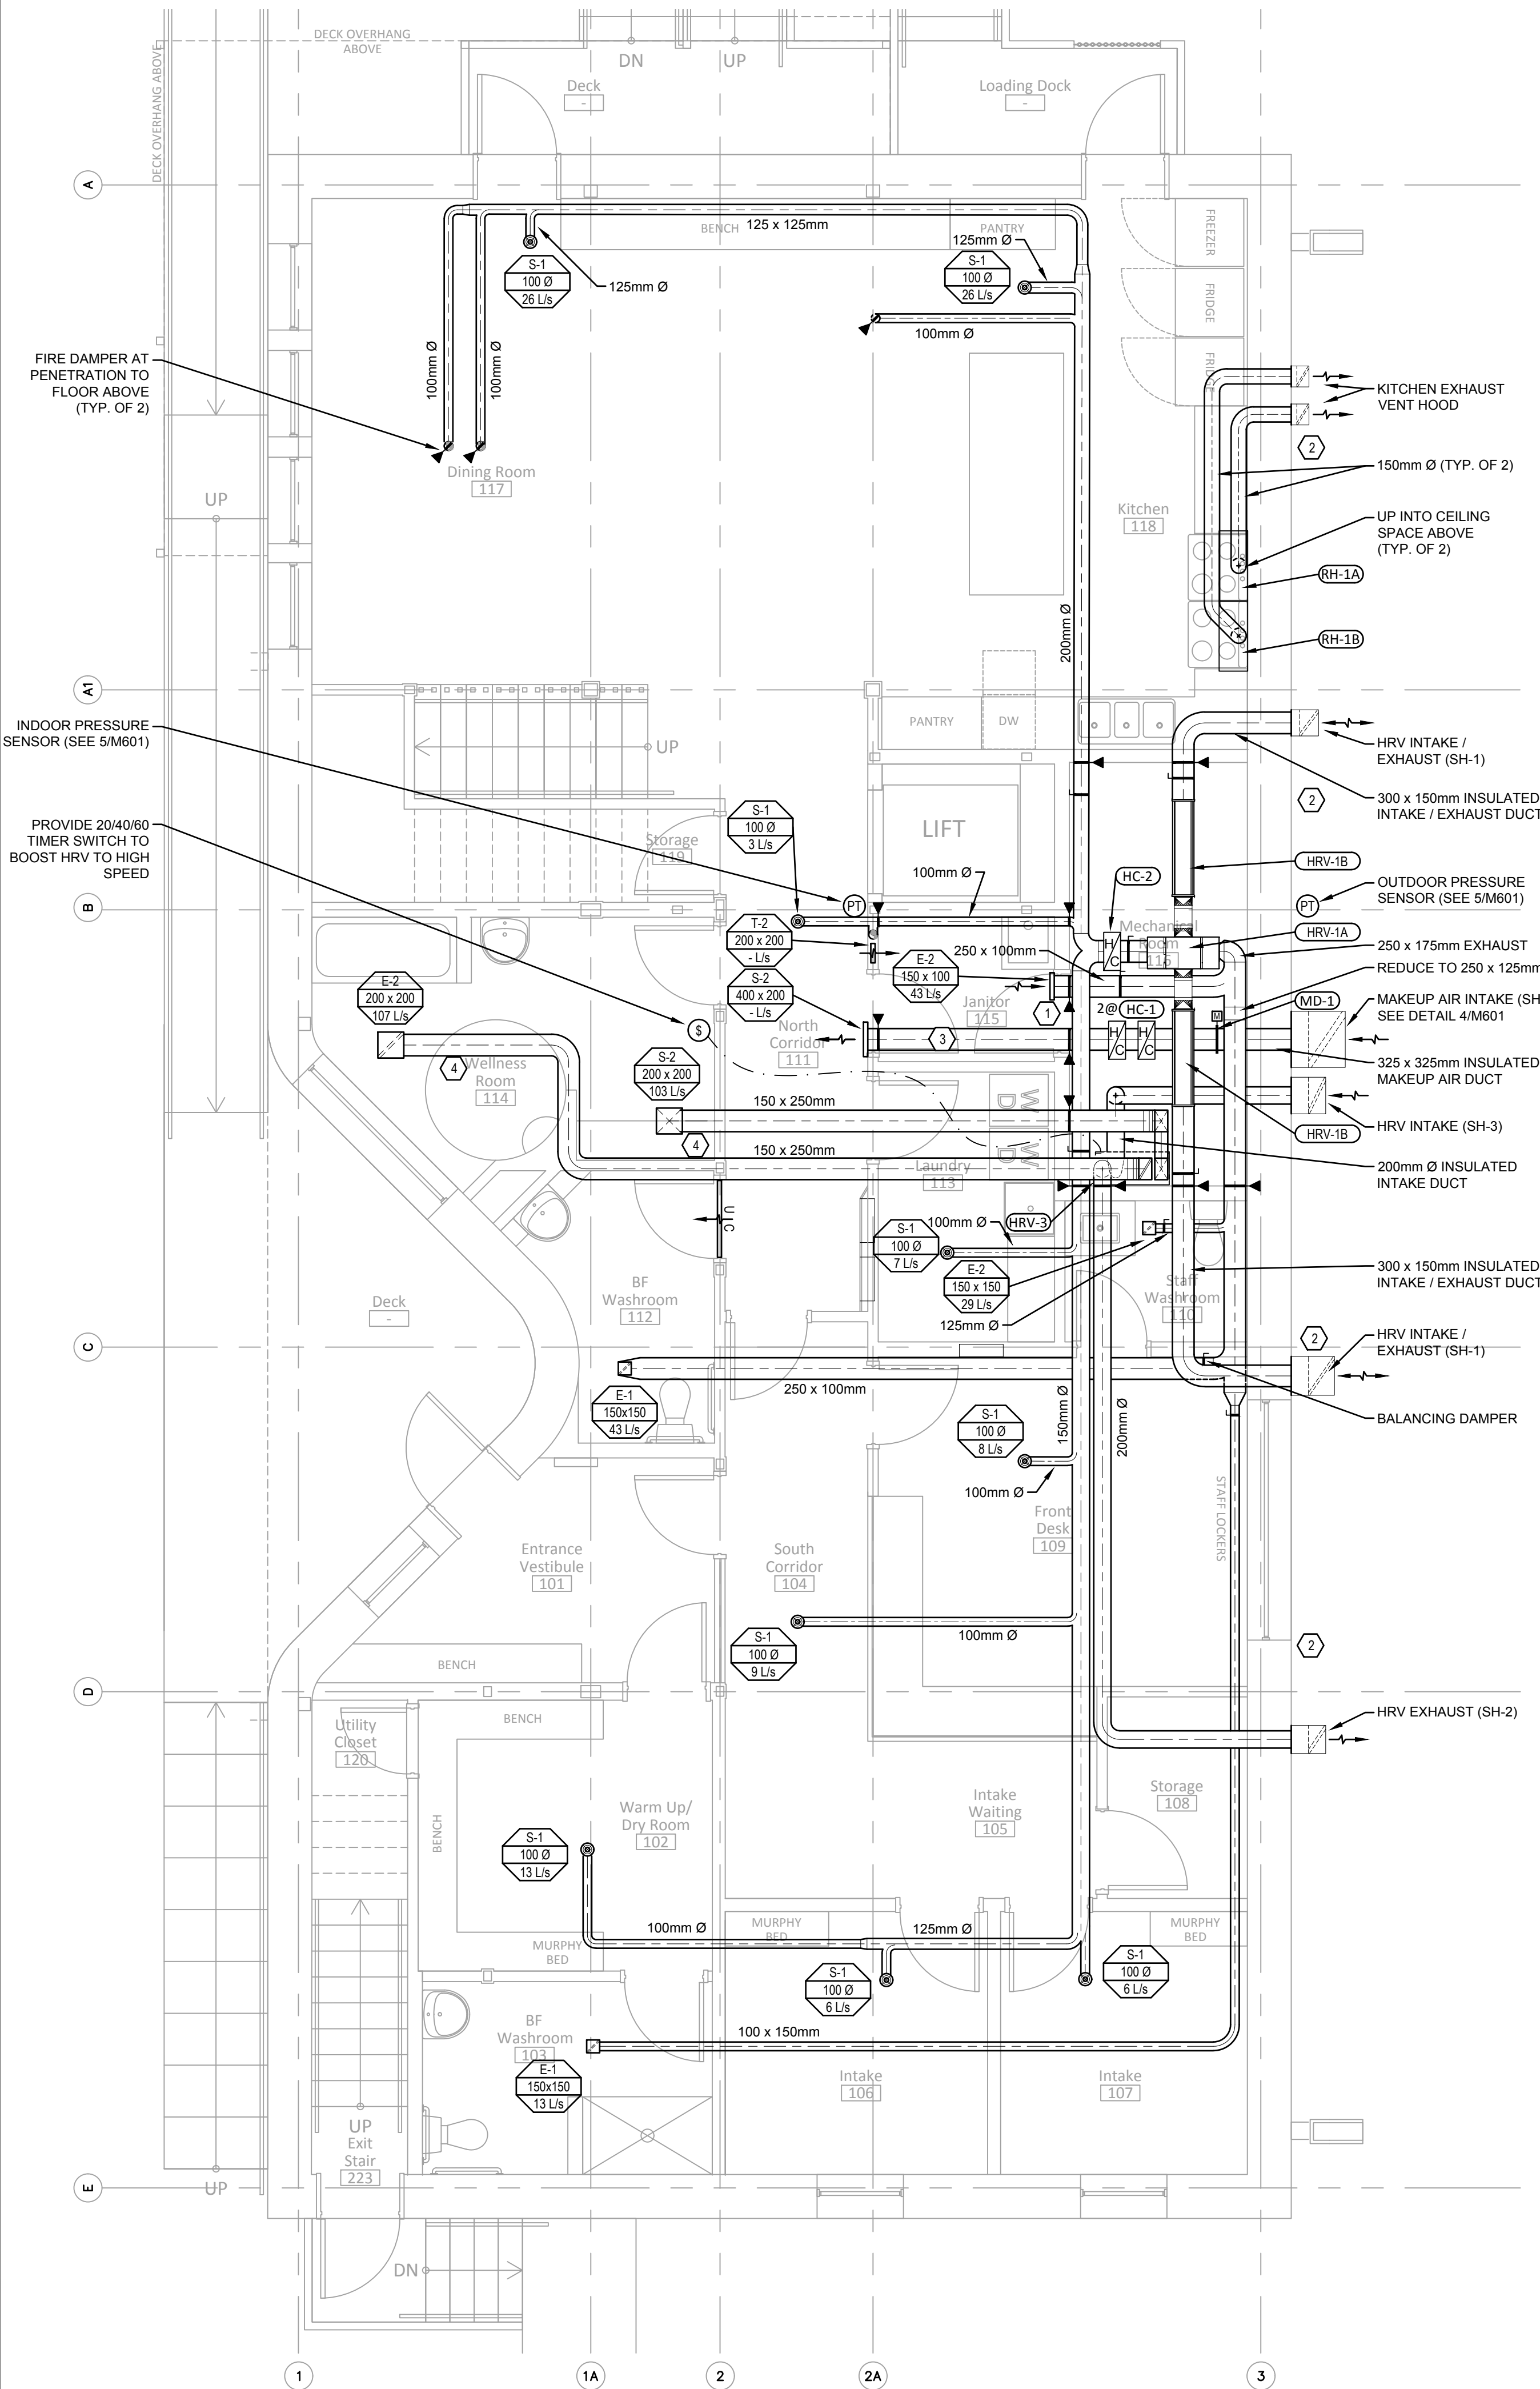 DECK OVERHANG
ABOVE
DECK OVERHANG ABOVE
DN
UP
Deck
-
Loading Dock
-
A
BENCH
125 x 125mm
PANTRY
125mm Ø
FREEZER
S-1
100 Ø
26 L/s
125mm Ø
S-1
100 Ø
26 L/s
FRIDGE
100mm Ø
100mm Ø
100mm Ø
FIRE DAMPER AT
PENETRATION TO
FLOOR ABOVE
(TYP. OF 2)
KITCHEN EXHAUST
VENT HOOD
2
150mm Ø (TYP. OF 2)
Dining Room
117
UP
Kitchen
118
UP INTO CEILING
SPACE ABOVE
(TYP. OF 2)
RH-1A
RH-1B
200mm Ø
A1
INDOOR PRESSURE
SENSOR (SEE 5/M601)
PANTRY
DW
UP
HRV INTAKE /
EXHAUST (SH-1)
2
300 x 150mm INSULATED
INTAKE / EXHAUST DUCT
PROVIDE 20/40/60
TIMER SWITCH TO
BOOST HRV TO HIGH
SPEED
S-1
100 Ø
3 L/s
LIFT
Storage
119
HRV-1B
100mm Ø
HC-2
OUTDOOR PRESSURE
SENSOR (SEE 5/M601)
B
PT
PT
T-2
200 x 200
- L/s
250 x 100mm
H/C
Mechanical
Room
116
HRV-1A
250 x 175mm EXHAUST
REDUCE TO 250 x 125mm
E-2
150 x 100
43 L/s
S-2
400 x 200
- L/s
E-2
200 x 200
107 L/s
Janitor
115
1
2@
HC-1
M
MD-1
MAKEUP AIR INTAKE (SH
SEE DETAIL 4/M601
$
North
Corridor
111
3
H/C
H/C
4
Wellness
Room
114
S-2
200 x 200
103 L/s
325 x 325mm INSULATED
MAKEUP AIR DUCT
150 x 250mm
W
D
HRV INTAKE (SH-3)
HRV-1B
4
150 x 250mm
W
D
Laundry
113
200mm Ø INSULATED
INTAKE DUCT
U/C
100mm Ø
HRV-3
S-1
100 Ø
7 L/s
E-2
150 x 150
29 L/s
BF
Washroom
112
Staff
Washroom
110
300 x 150mm INSULATED
INTAKE / EXHAUST DUCT
Deck
-
125mm Ø
C
2
HRV INTAKE /
EXHAUST (SH-1)
250 x 100mm
E-1
150x150
43 L/s
150mm Ø
200mm Ø
S-1
100 Ø
8 L/s
BALANCING DAMPER
100mm Ø
Front
Desk
109
STAFF LOCKERS
Entrance
Vestibule
101
South
Corridor
104
S-1
100 Ø
9 L/s
100mm Ø
2
BENCH
D
BENCH
HRV EXHAUST (SH-2)
Utility
Closet
120
BENCH
Warm Up/
Dry Room
102
Intake
Waiting
105
Storage
108
S-1
100 Ø
13 L/s
100mm Ø
MURPHY
BED
125mm Ø
MURPHY
BED
MURPHY
BED
S-1
100 Ø
6 L/s
S-1
100 Ø
6 L/s
BF
Washroom
103
100 x 150mm
E-1
150x150
13 L/s
Intake
106
Intake
107
UP
Exit
Stair
223
E
UP
DN
1
1A
2
2A
3